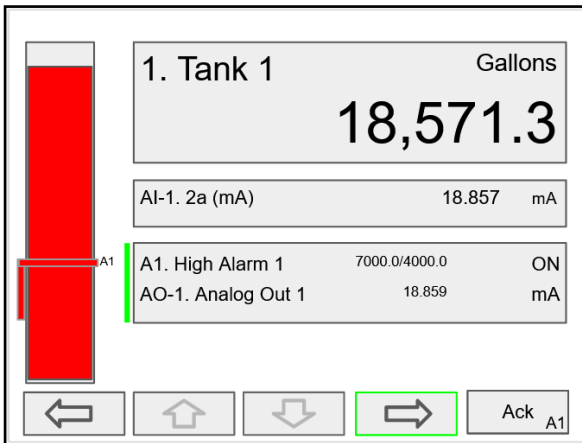 1. Tank 1 Gallons
18,571.3
AI-1. 2a (mA) 18.857 mA
A1
A1. High Alarm 1 7000.0/4000.0 ON
AO-1. Analog Out 1 18.859 mA
Ack A1